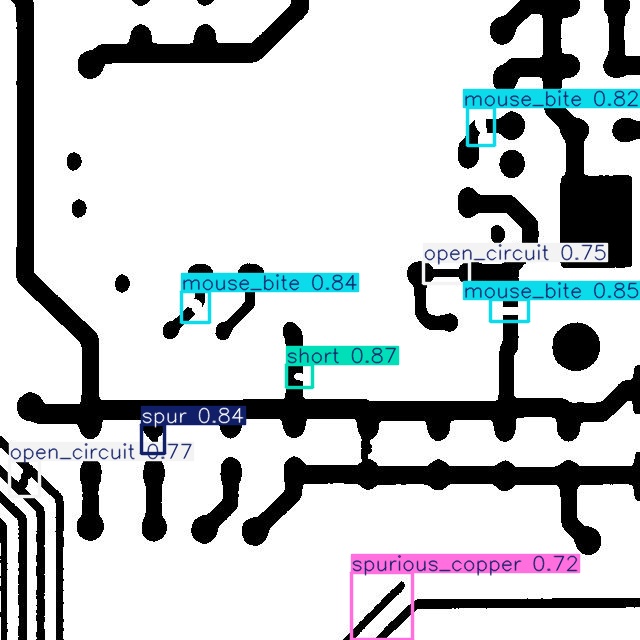 mouse_bite 0.82
open_circuit 0.75
mouse_bite 0.84
mouse_bite 0.85
short 0.87
spur 0.84
open_circuit 0.77
spurious_copper 0.72